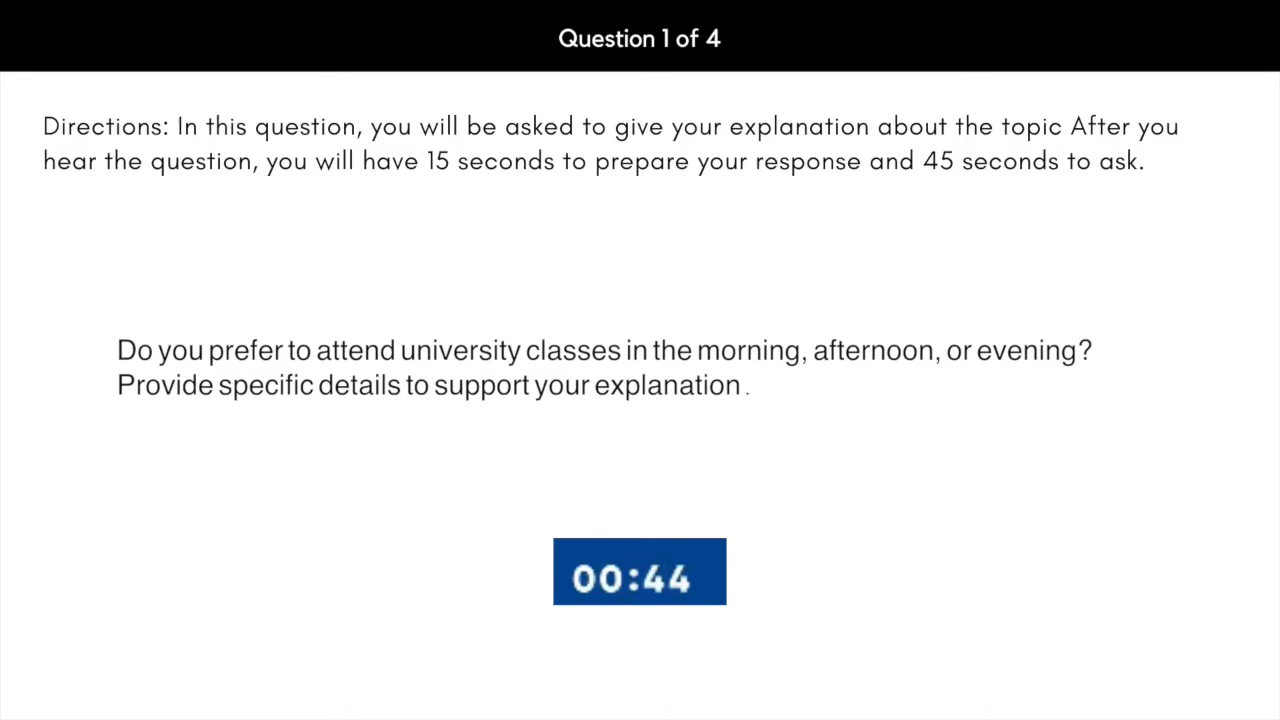 Question 1 of 4
Directions: In this question, you will be asked to give your explanation about the topic After you
hear the question, you will have 15 seconds to prepare your response and 45 seconds to ask.
Do you prefer to attend university classes in the morning, afternoon, or evening?
Provide specific details to support your explanation .
00:44